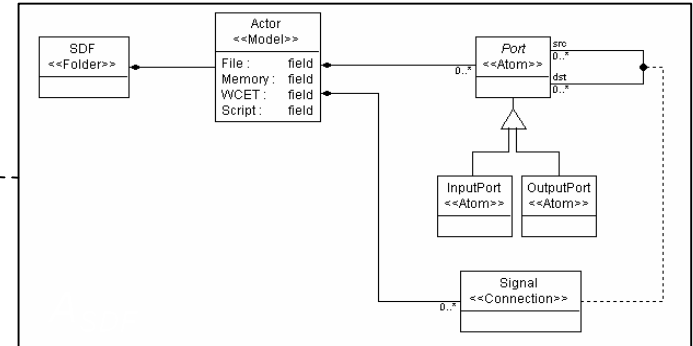 SDF
<<Folder>>
Actor
<<Model>>
File : field
Memory : field
WCET : field
Script : field
Port
<<Atom>>
src
0..*
dst
0..*
0..*
InputPort
<<Atom>>
OutputPort
<<Atom>>
Signal
<<Connection>>
0..*